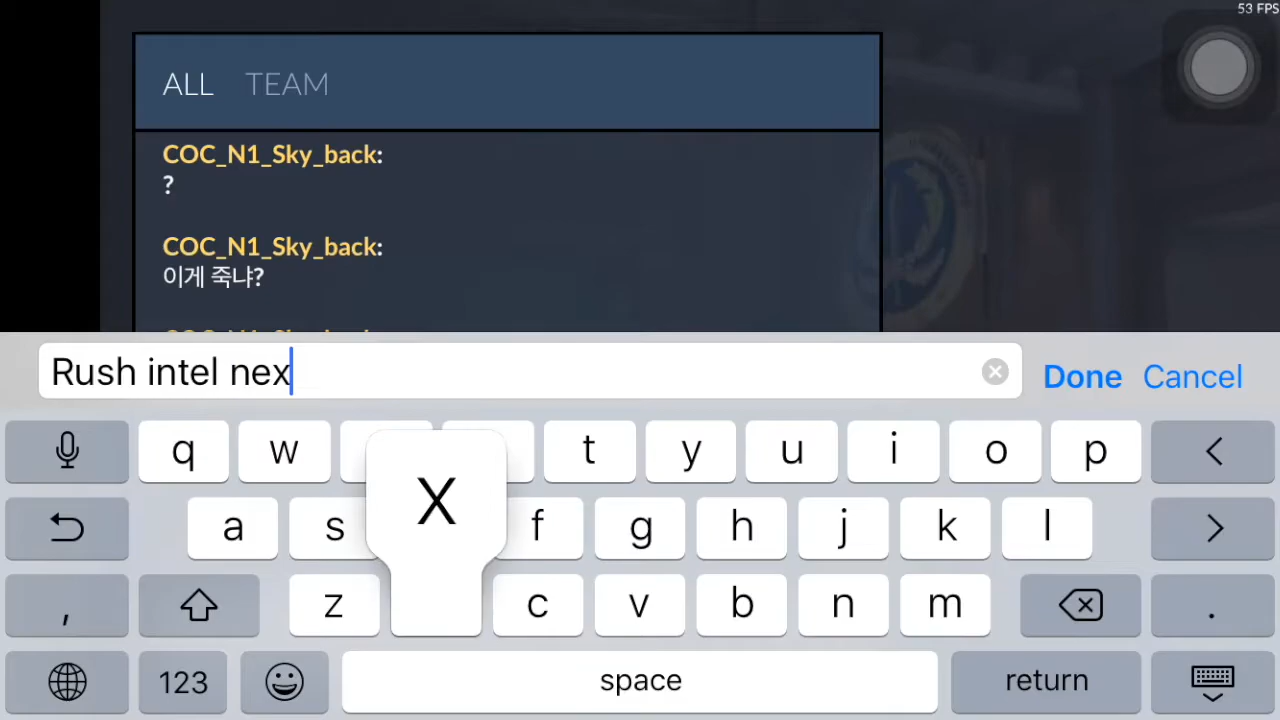 53 FPS
ALL TEAM
COC_N1_Sky_back:
?
COC_N1_Sky_back:
이게 죽냐?
Rush intel nex
Done Cancel
q w t y u i o p <
a s X f g h j k l >
, z c v b n m .
123 space return